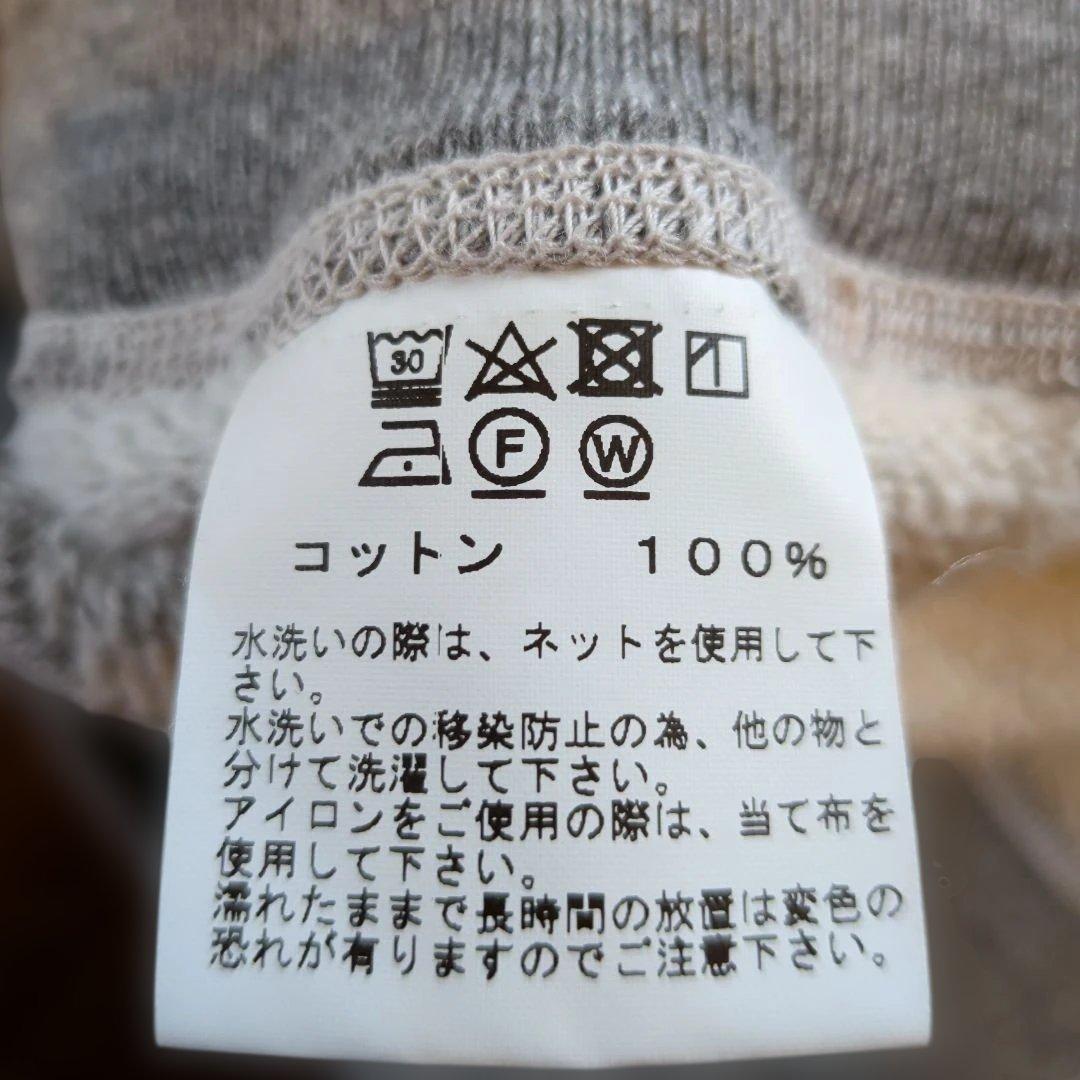 30
F W
コットン 100%
水洗いの際は、ネットを使用して下
さい。
水洗いでの移染防止の為、他の物と
分けて洗濯して下さい。
アイロンをご使用の際は、当て布を
使用して下さい。
濡れたままで長時間の放置は変色の
恐れが有りますのでご注意下さい。